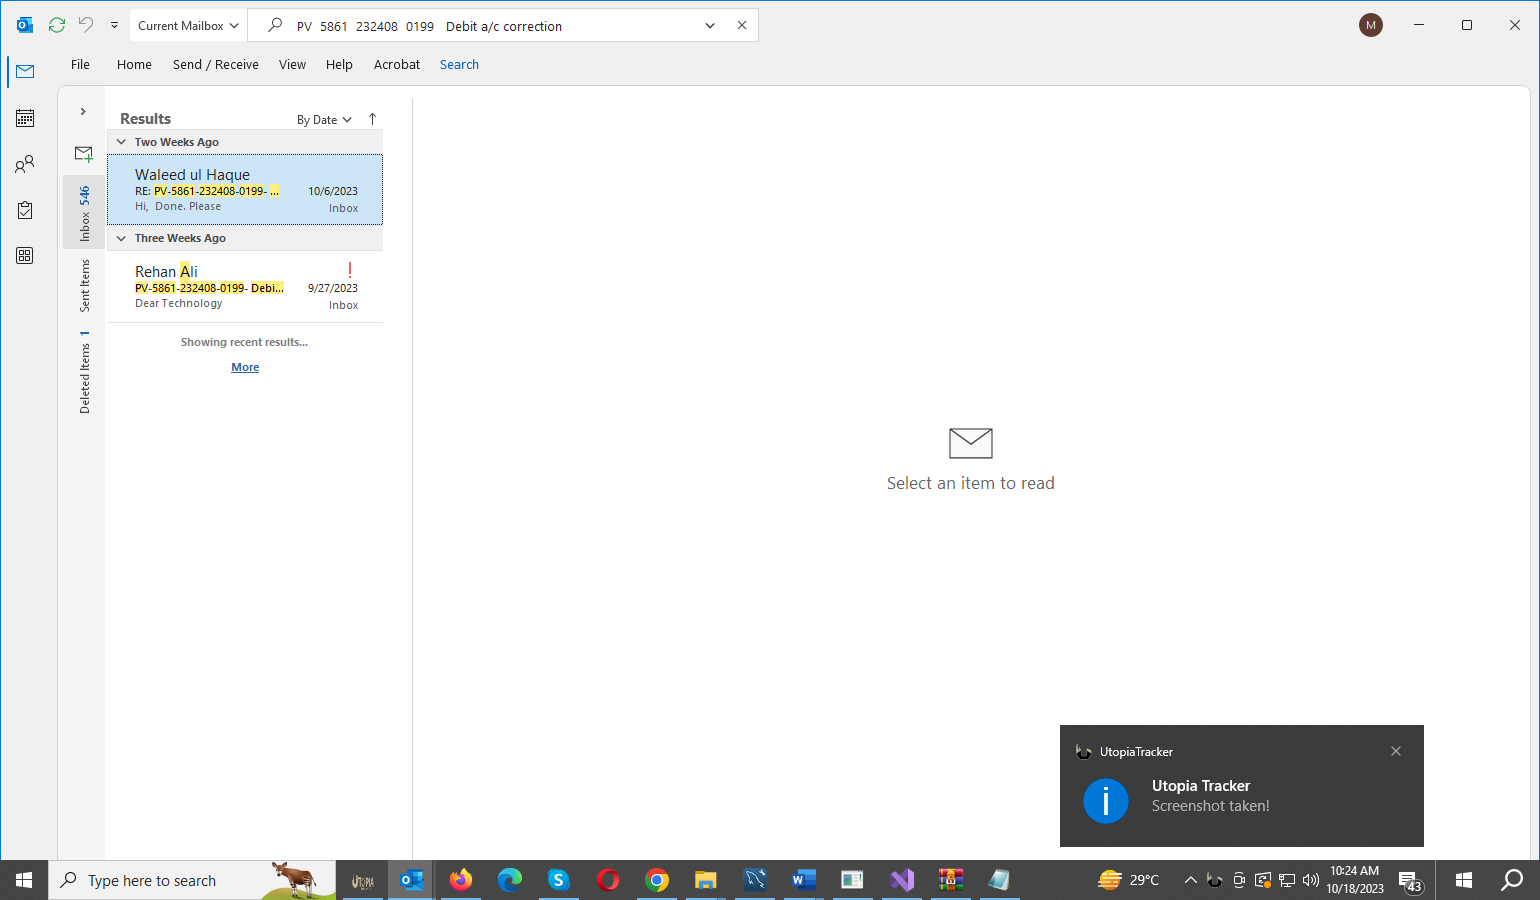 Current Mailbox
PV 5861 232408 0199 Debit a/c correction
M
File Home Send / Receive View Help Acrobat Search
Results
By Date
Two Weeks Ago
Waleed ul Haque
RE: PV-5861-232408-0199- ... 10/6/2023
Hi, Done. Please Inbox
Three Weeks Ago
Rehan Ali !
PV-5861-232408-0199- Debi... 9/27/2023
Dear Technology Inbox
Showing recent results...
More
Inbox 546
Sent Items
Deleted Items 1
Select an item to read
UtopiaTracker
Utopia Tracker
Screenshot taken!
Type here to search
UTOPIA
29°C
10:24 AM
10/18/2023
43